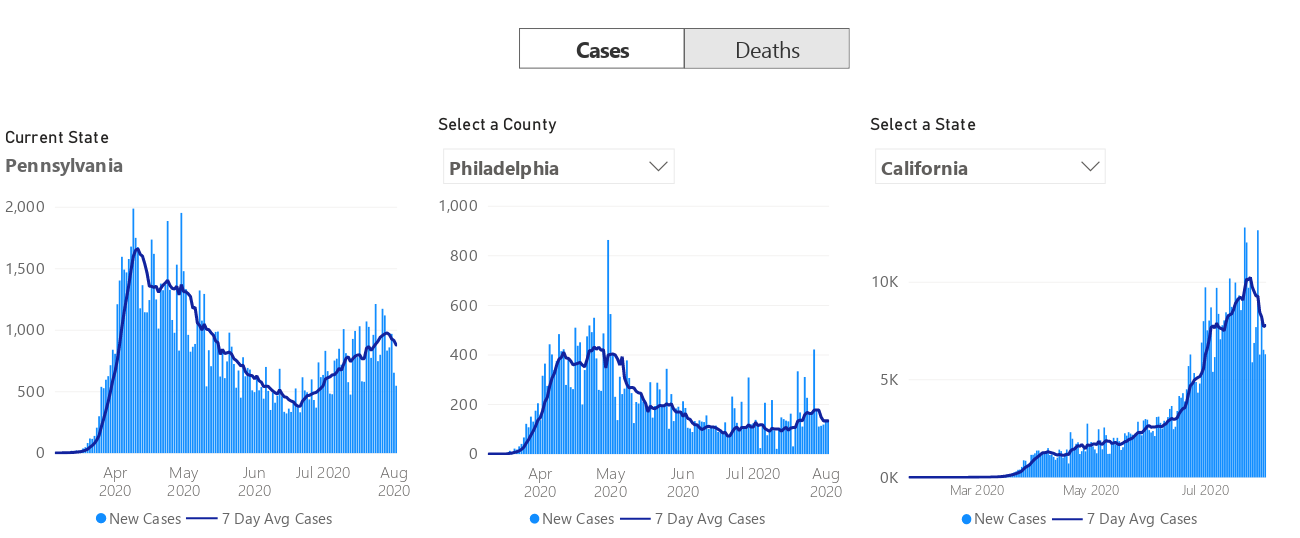 Cases Deaths
Current State
Pennsylvania
2,000
1,500
1,000
500
0
Apr 2020
May 2020
Jun 2020
Jul 2020
Aug 2020
New Cases 7 Day Avg Cases
Select a County
Philadelphia
1,000
800
600
400
200
0
Apr 2020
May 2020
Jun 2020
Jul 2020
Aug 2020
New Cases 7 Day Avg Cases
Select a State
California
10K
5K
0K
Mar 2020
May 2020
Jul 2020
New Cases 7 Day Avg Cases